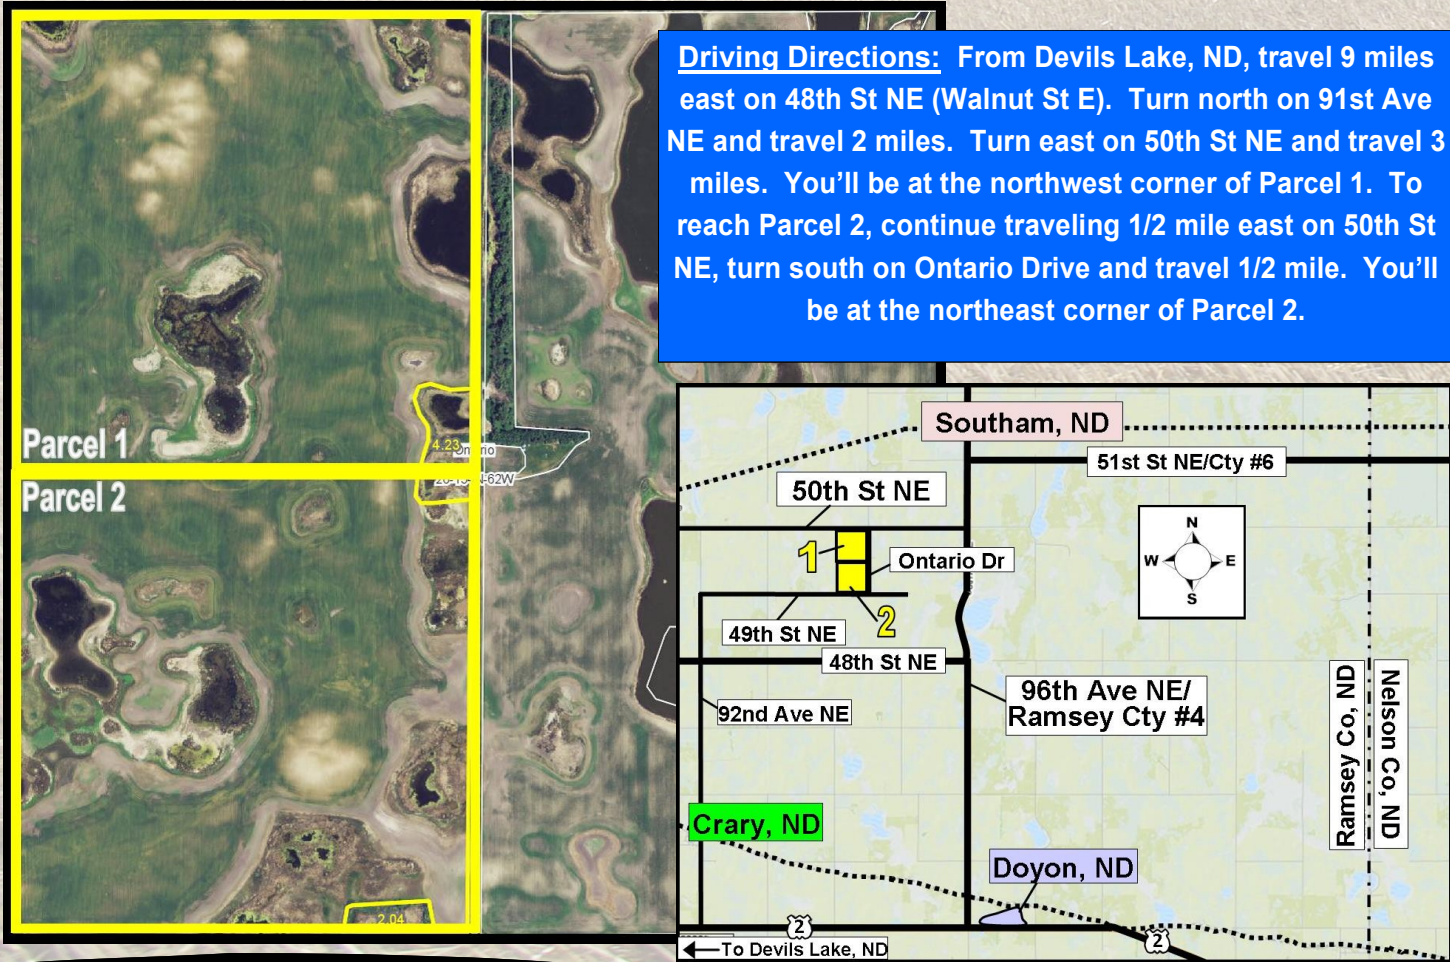 Driving Directions: From Devils Lake, ND, travel 9 miles
east on 48th St NE (Walnut St E). Turn north on 91st Ave
NE and travel 2 miles. Turn east on 50th St NE and travel 3
miles. You'll be at the northwest corner of Parcel 1. To
reach Parcel 2, continue traveling 1/2 mile east on 50th St
NE, turn south on Ontario Drive and travel 1/2 mile. You'll
be at the northeast corner of Parcel 2.
Parcel 1
4.23
Parcel 2
2.04
Southam, ND
51st St NE/Cty #6
50th St NE
N
W E
S
1
Ontario Dr
2
49th St NE
48th St NE
96th Ave NE/
Ramsey Cty #4
92nd Ave NE
Ramsey Co, ND
Nelson Co, ND
Crary, ND
Doyon, ND
2
2
To Devils Lake, ND